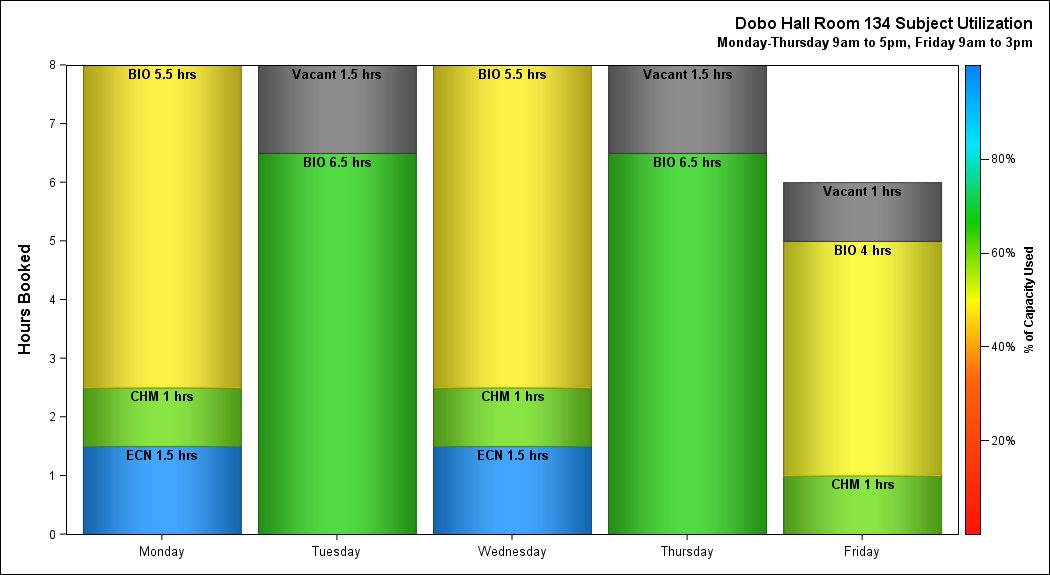 Dobo Hall Room 134 Subject Utilization
Monday-Thursday 9am to 5pm, Friday 9am to 3pm
Hours Booked
8
7
6
5
4
3
2
1
0
BIO 5.5 hrs
CHM 1 hrs
ECN 1.5 hrs
Vacant 1.5 hrs
BIO 6.5 hrs
BIO 5.5 hrs
CHM 1 hrs
ECN 1.5 hrs
Vacant 1.5 hrs
BIO 6.5 hrs
Vacant 1 hrs
BIO 4 hrs
CHM 1 hrs
Monday
Tuesday
Wednesday
Thursday
Friday
80%
60%
40%
20%
% of Capacity Used